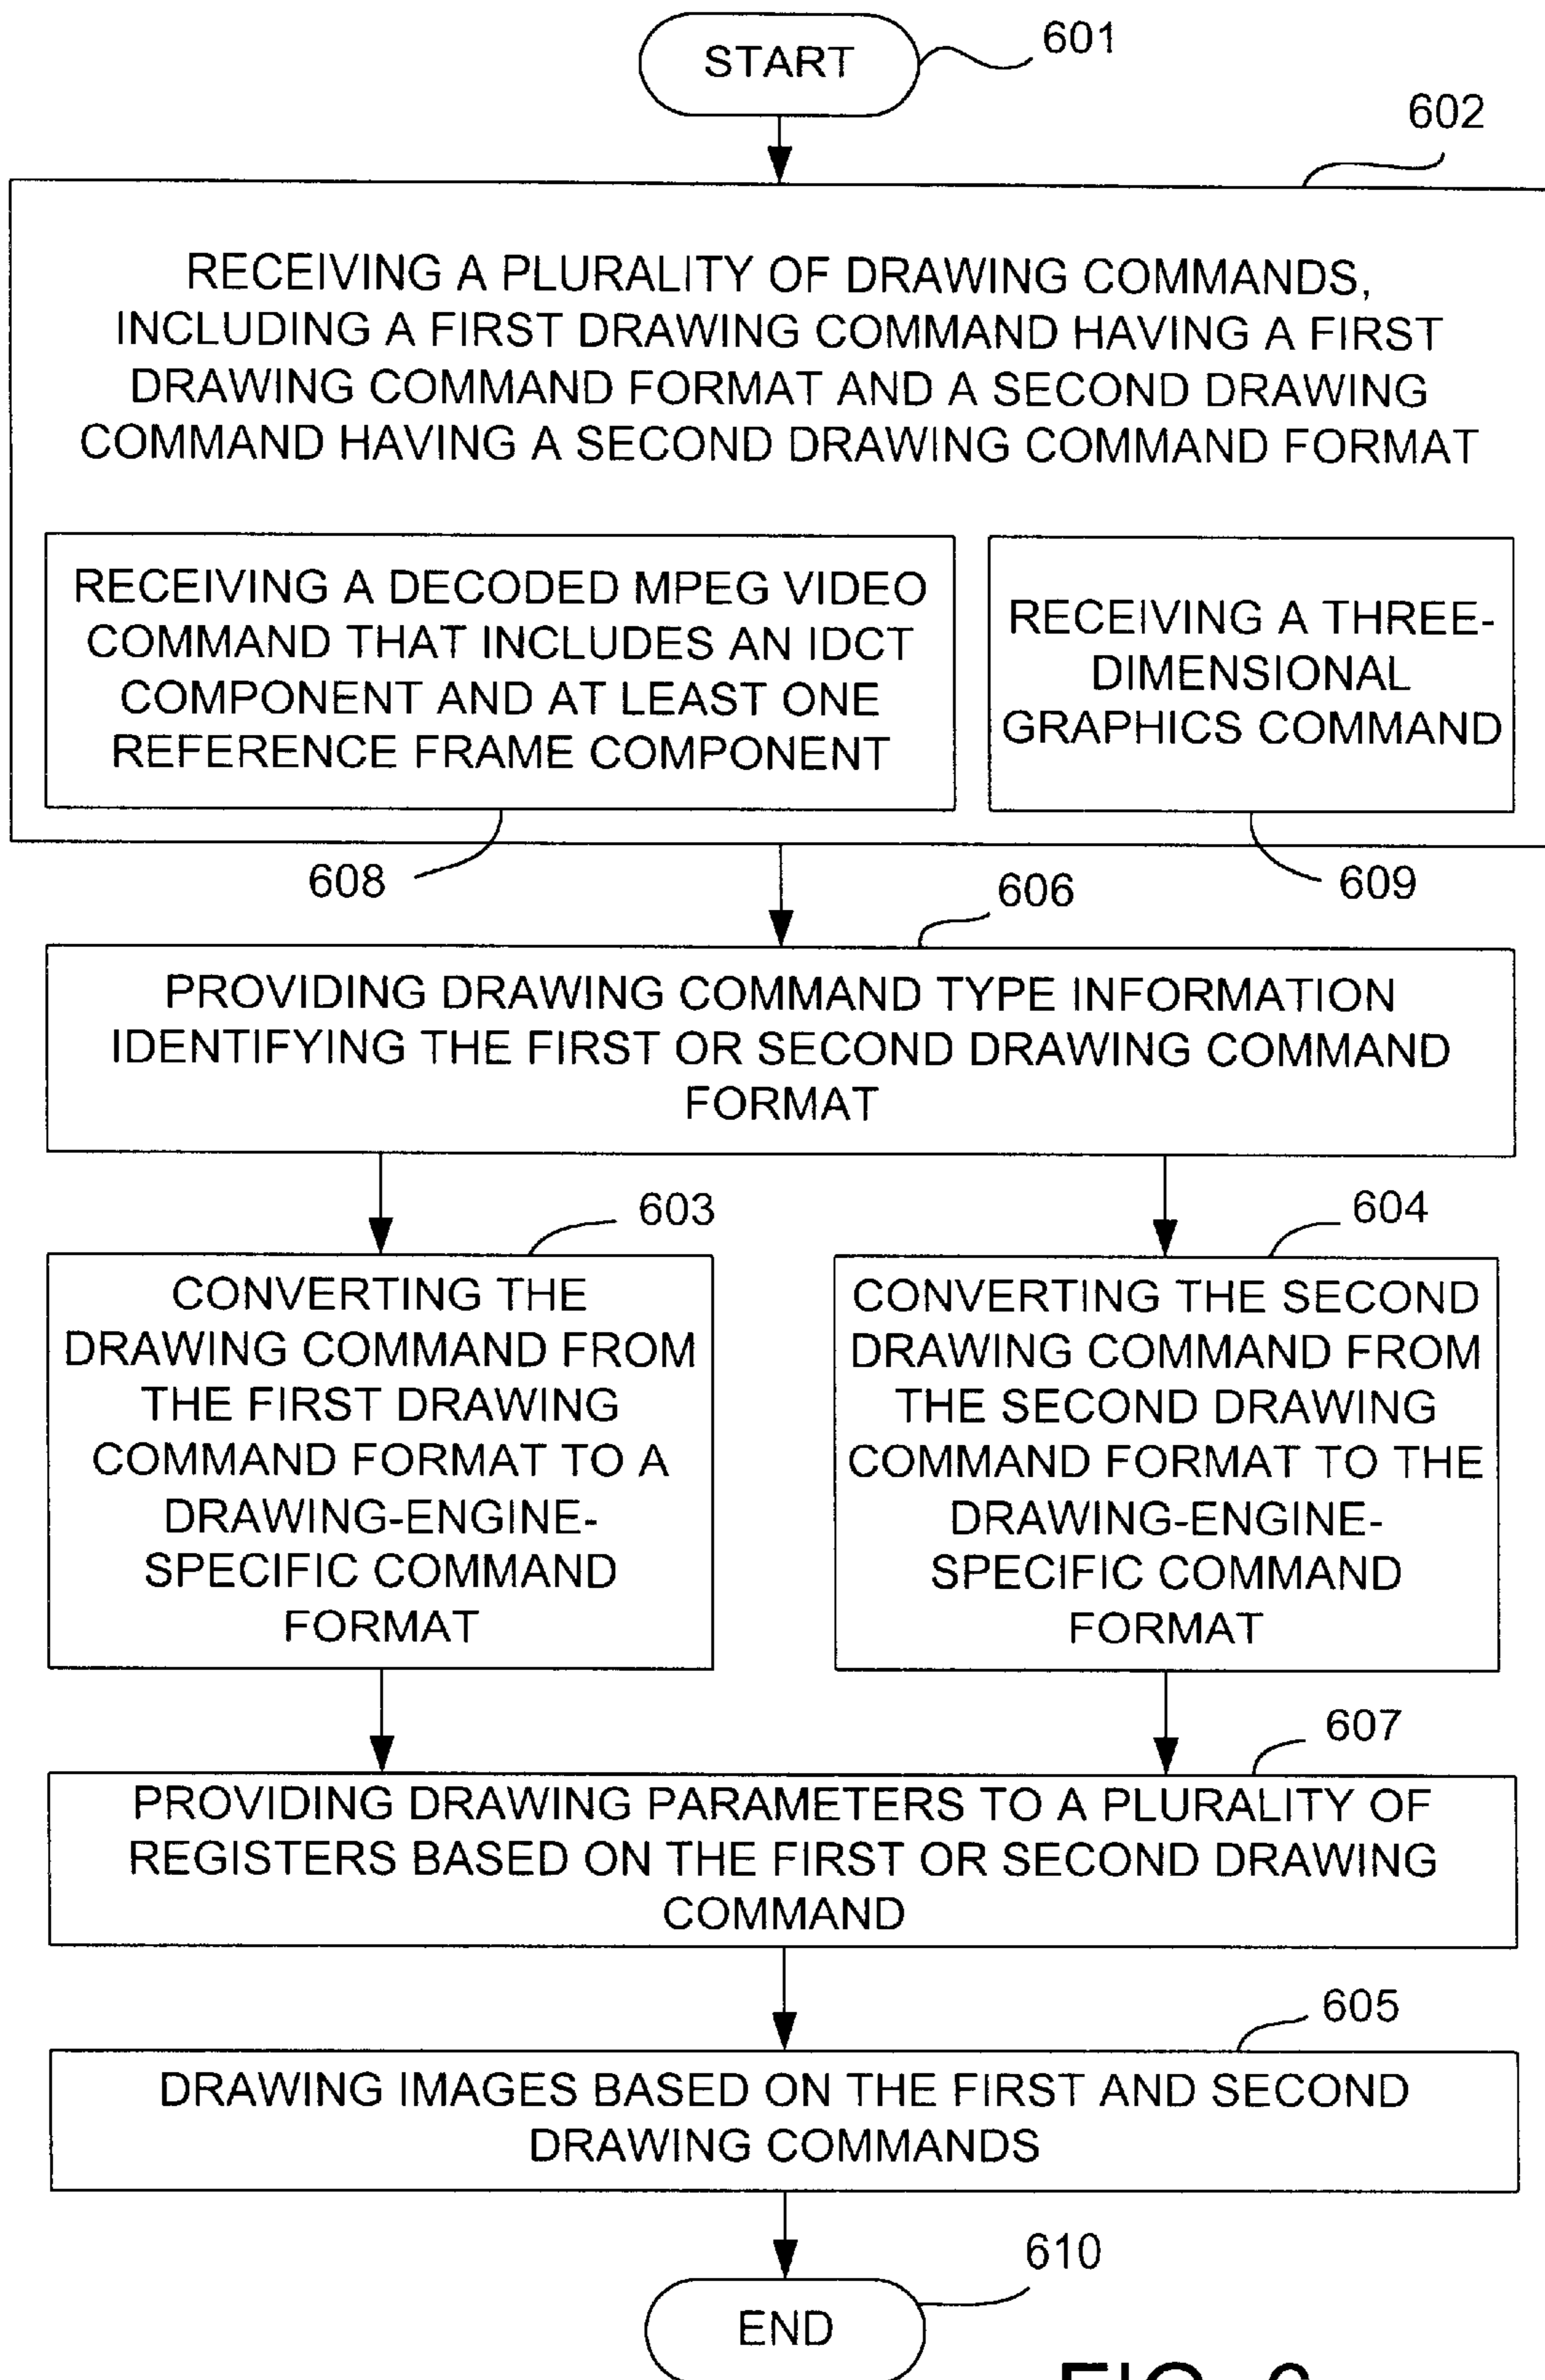 START
601
602
RECEIVING A PLURALITY OF DRAWING COMMANDS,
INCLUDING A FIRST DRAWING COMMAND HAVING A FIRST
DRAWING COMMAND FORMAT AND A SECOND DRAWING
COMMAND HAVING A SECOND DRAWING COMMAND FORMAT
RECEIVING A DECODED MPEG VIDEO
COMMAND THAT INCLUDES AN IDCT
COMPONENT AND AT LEAST ONE
REFERENCE FRAME COMPONENT
RECEIVING A THREE-
DIMENSIONAL
GRAPHICS COMMAND
608
609
606
PROVIDING DRAWING COMMAND TYPE INFORMATION
IDENTIFYING THE FIRST OR SECOND DRAWING COMMAND
FORMAT
603
604
CONVERTING THE
DRAWING COMMAND FROM
THE FIRST DRAWING
COMMAND FORMAT TO A
DRAWING-ENGINE-
SPECIFIC COMMAND
FORMAT
CONVERTING THE SECOND
DRAWING COMMAND FROM
THE SECOND DRAWING
COMMAND FORMAT TO THE
DRAWING-ENGINE-
SPECIFIC COMMAND
FORMAT
607
PROVIDING DRAWING PARAMETERS TO A PLURALITY OF
REGISTERS BASED ON THE FIRST OR SECOND DRAWING
COMMAND
605
DRAWING IMAGES BASED ON THE FIRST AND SECOND
DRAWING COMMANDS
610
END
FIG.